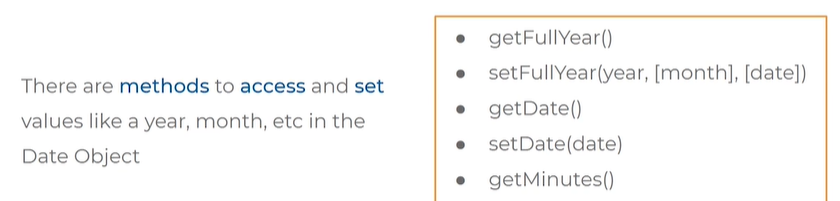 There are methods to access and set
values like a year, month, etc in the
Date Object
● getFullYear()
● setFullYear(year, [month], [date])
● getDate()
● setDate(date)
● getMinutes()